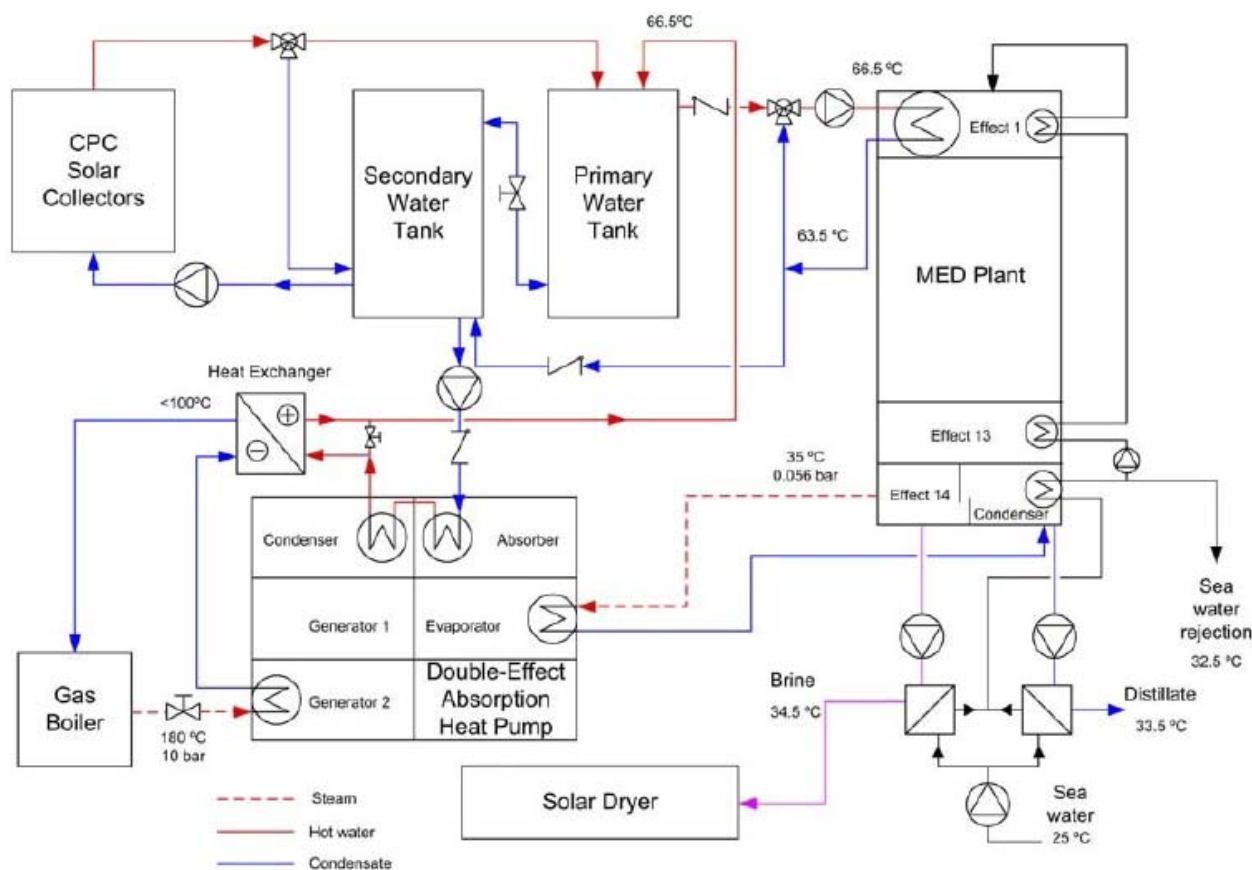 66.5ºC
66.5 ºC
CPC
Solar
Collectors
Secondary
Water
Tank
Primary
Water
Tank
Effect 1
63.5 ºC
MED Plant
Heat Exchanger
<100ºC
+
−
Effect 13
35 ºC
0.056 bar
Effect 14
Condenser
Condenser
Absorber
Generator 1
Evaporator
Generator 2
Double-Effect
Absorption
Heat Pump
Gas
Boiler
180 ºC
10 bar
Sea
water
rejection
32.5 ºC
Brine
34.5 ºC
Distillate
33.5 ºC
Solar Dryer
Sea
water
25 ºC
Steam
Hot water
Condensate